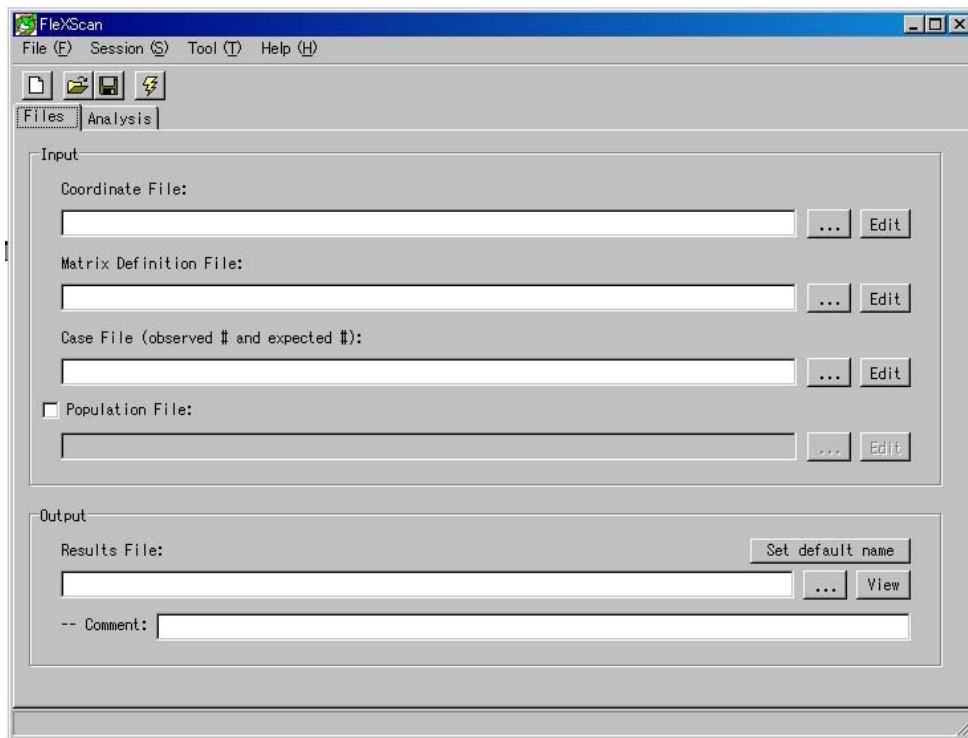 FleXScan
File (F) Session (S) Tool (T) Help (H)
Files Analysis
Input
Coordinate File:
... Edit
Matrix Definition File:
... Edit
Case File (observed # and expected #):
... Edit
Population File:
... Edit
Output
Results File: Set default name
... View
-- Comment: